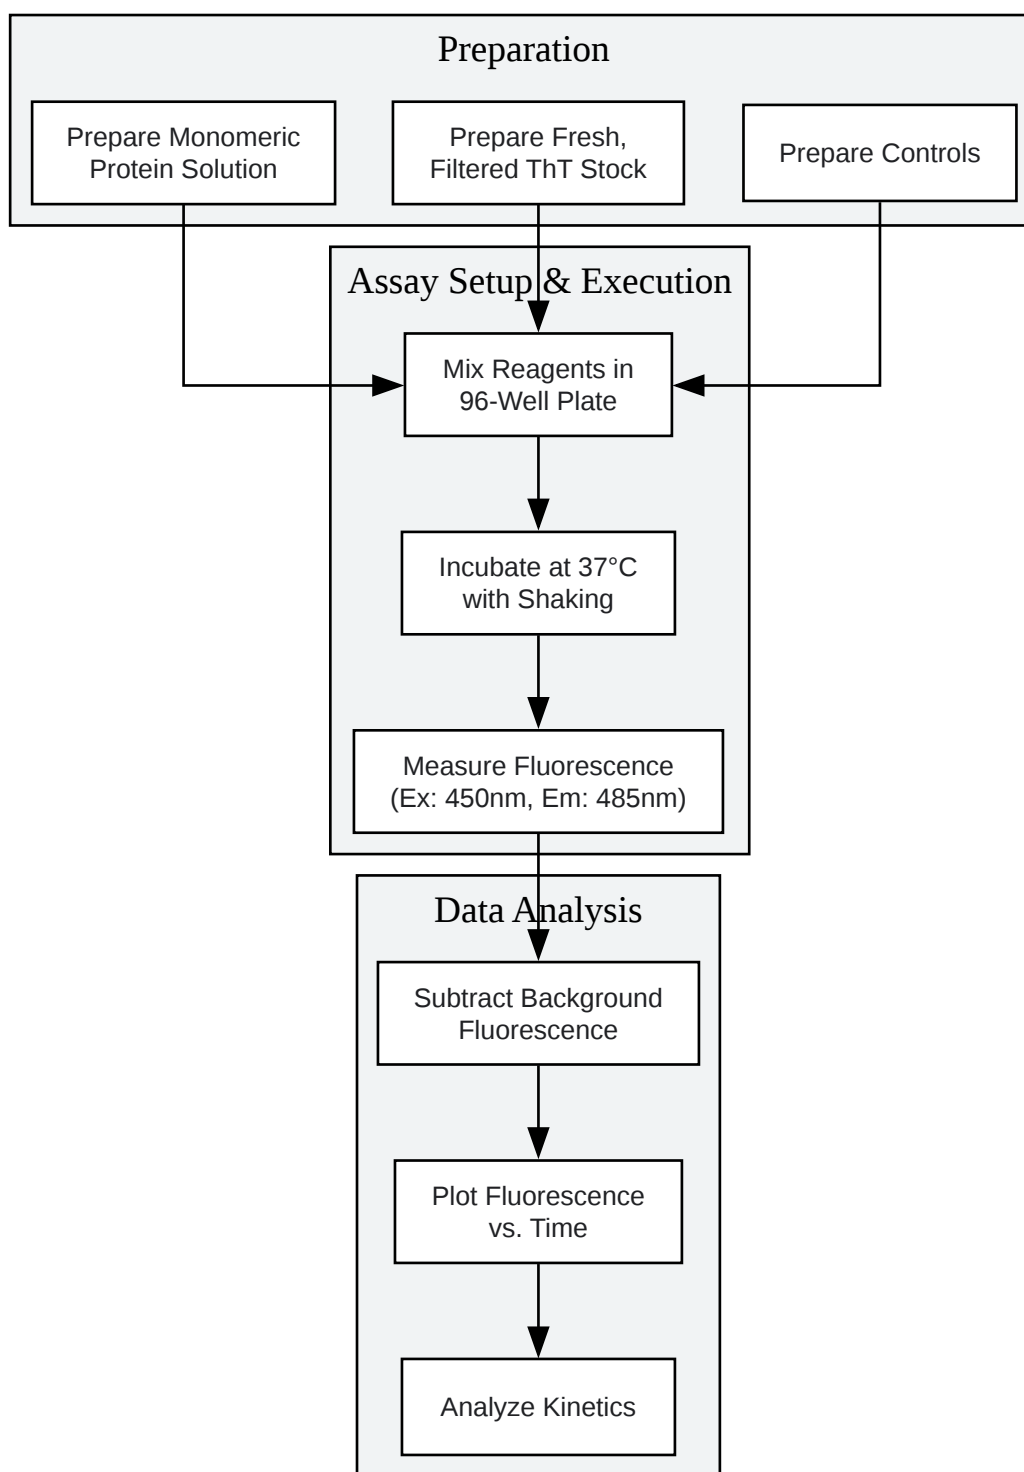 Preparation
Prepare Monomeric
Protein Solution
Prepare Fresh,
Filtered ThT Stock
Prepare Controls
Assay Setup & Execution
Mix Reagents in
96-Well Plate
Incubate at 37°C
with Shaking
Measure Fluorescence
(Ex: 450nm, Em: 485nm)
Data Analysis
Subtract Background
Fluorescence
Plot Fluorescence
vs. Time
Analyze Kinetics